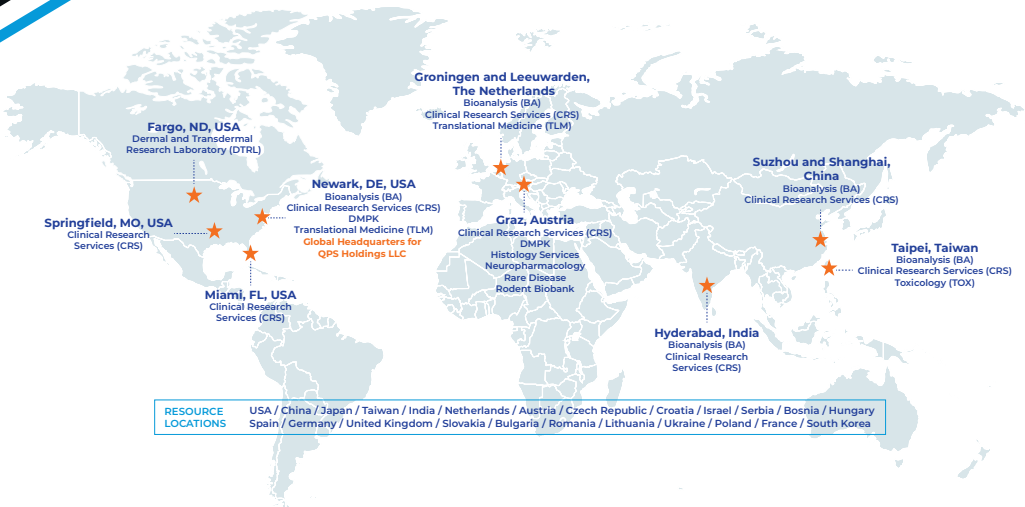 Groningen and Leeuwarden,
The Netherlands
Bioanalysis (BA)
Clinical Research Services (CRS)
Translational Medicine (TLM)
Fargo, ND, USA
Dermal and Transdermal
Research Laboratory (DTRL)
Suzhou and Shanghai,
China
Bioanalysis (BA)
Clinical Research Services (CRS)
Newark, DE, USA
Bioanalysis (BA)
Clinical Research Services (CRS)
DMPK
Translational Medicine (TLM)
Global Headquarters for
QPS Holdings LLC
Springfield, MO, USA
Clinical Research
Services (CRS)
Graz, Austria
Clinical Research Services (CRS)
DMPK
Histology Services
Neuropharmacology
Rare Disease
Rodent Biobank
Taipei, Taiwan
Bioanalysis (BA)
Clinical Research Services (CRS)
Toxicology (TOX)
Miami, FL, USA
Clinical Research
Services (CRS)
Hyderabad, India
Bioanalysis (BA)
Clinical Research
Services (CRS)
RESOURCE
LOCATIONS
USA / China / Japan / Taiwan / India / Netherlands / Austria / Czech Republic / Croatia / Israel / Serbia / Bosnia / Hungary
Spain / Germany / United Kingdom / Slovakia / Bulgaria / Romania / Lithuania / Ukraine / Poland / France / South Korea